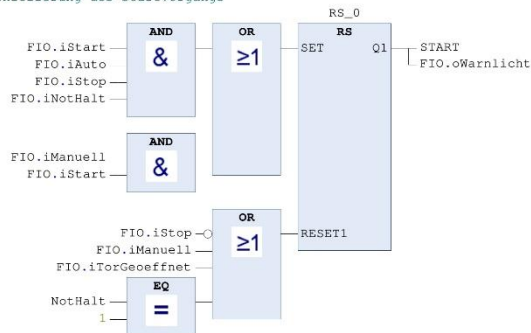 RS_0
AND
OR
RS
FIO.iStart
SET
Q1
START
FIO.iAuto
&
≥1
FIO.oWarnlicht
FIO.iStop
FIO.iNotHalt
AND
FIO.iManuell
&
FIO.iStart
OR
FIO.iStop
≥1
RESET1
FIO.iManuell
FIO.iTorGeoeffnet
EQ
NotHalt
=
1